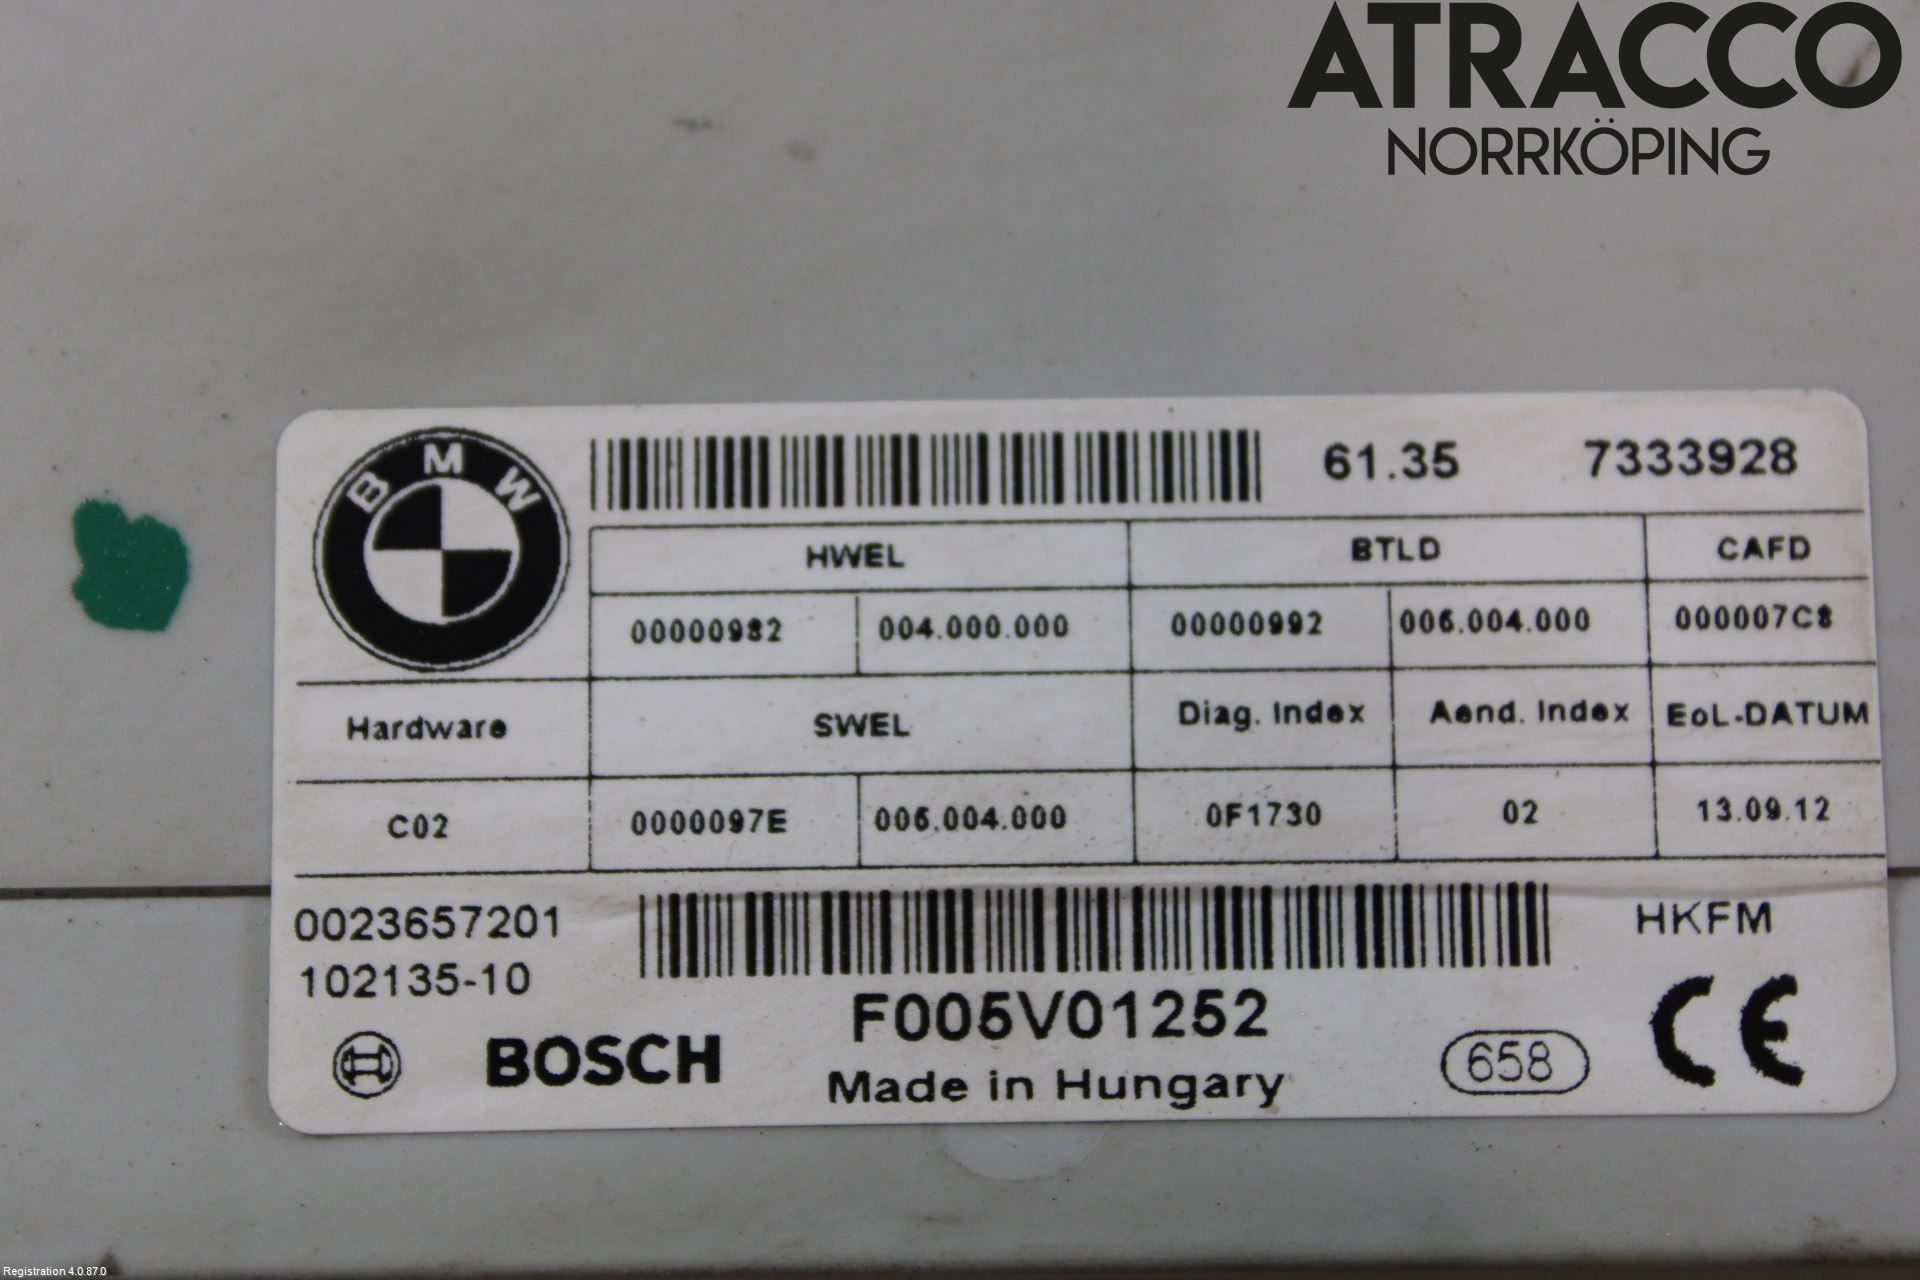 ATRACCO
NORRKÖPING
BMW
61.35 7333928
HWEL BTLD CAFD
00000982 004.000.000 00000992 006.004.000 000007C8
Hardware SWEL Diag. Index Aend. Index EoL-DATUM
C02 0000097E 006.004.000 0F1730 02 13.09.12
0023657201 HKFM
102135-10
F005V01252
BOSCH Made in Hungary 658 CE
Registration 4.0.87.0